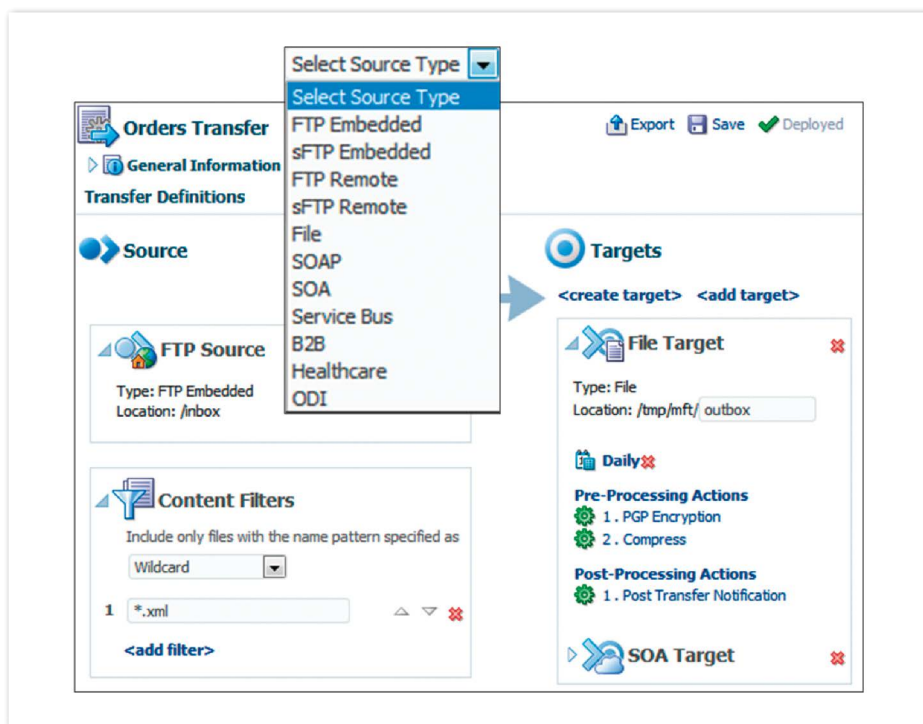 Select Source Type
Select Source Type
FTP Embedded
sFTP Embedded
FTP Remote
sFTP Remote
File
SOAP
SOA
Service Bus
B2B
Healthcare
ODI
Orders Transfer
Export Save Deployed
General Information
Transfer Definitions
Source
FTP Source
Type: FTP Embedded
Location: /inbox
Content Filters
Include only files with the name pattern specified as
Wildcard
1 *.xml
<add filter>
Targets
<create target> <add target>
File Target
Type: File
Location: /tmp/mft/ outbox
Daily
Pre-Processing Actions
1 . PGP Encryption
2 . Compress
Post-Processing Actions
1 . Post Transfer Notification
SOA Target